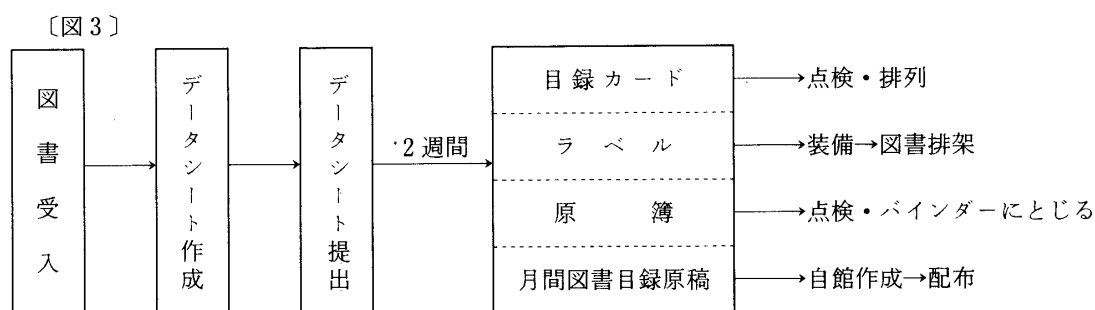 〔図3〕
図書受入
データシート作成
データシート提出
2週間
目録カード
点検・排列
ラベル
装備→図書排架
原簿
点検・バインダーにとじる
月間図書目録原稿
自館作成→配布